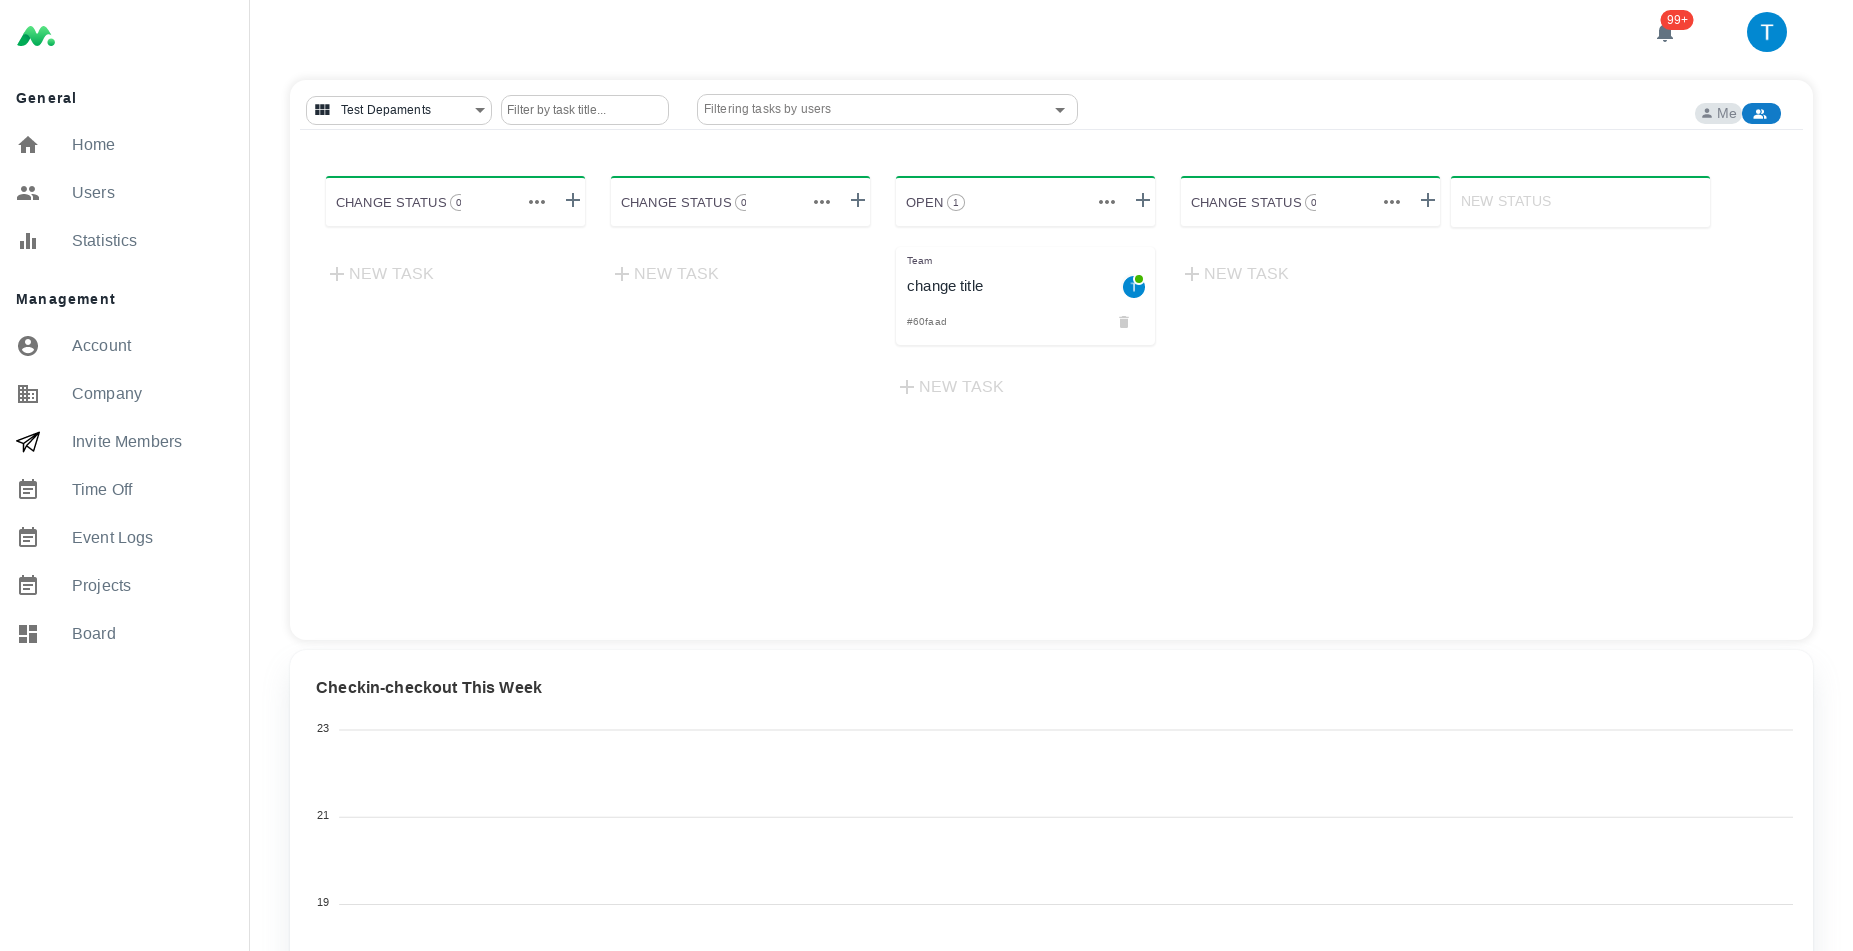 General
Home
Users
Statistics
Management
Account
Company
Invite Members
Time Off
Event Logs
Projects
Board
99+
T
Test Depaments
Filter by task title...
Filtering tasks by users
Me
CHANGE STATUS 0
CHANGE STATUS 0
OPEN 1
CHANGE STATUS 0
NEW STATUS
NEW TASK
NEW TASK
Team
change title
T
#60faad
NEW TASK
NEW TASK
Checkin-checkout This Week
23
21
19